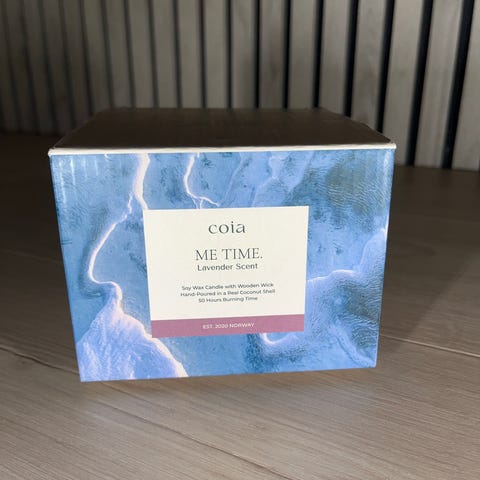 coia
ME TIME.
Lavender Scent
Soy Wax Candle with Wooden Wick
Hand-Poured in a Real Coconut Shell
50 Hours Burning Time
EST. 2020 NORWAY